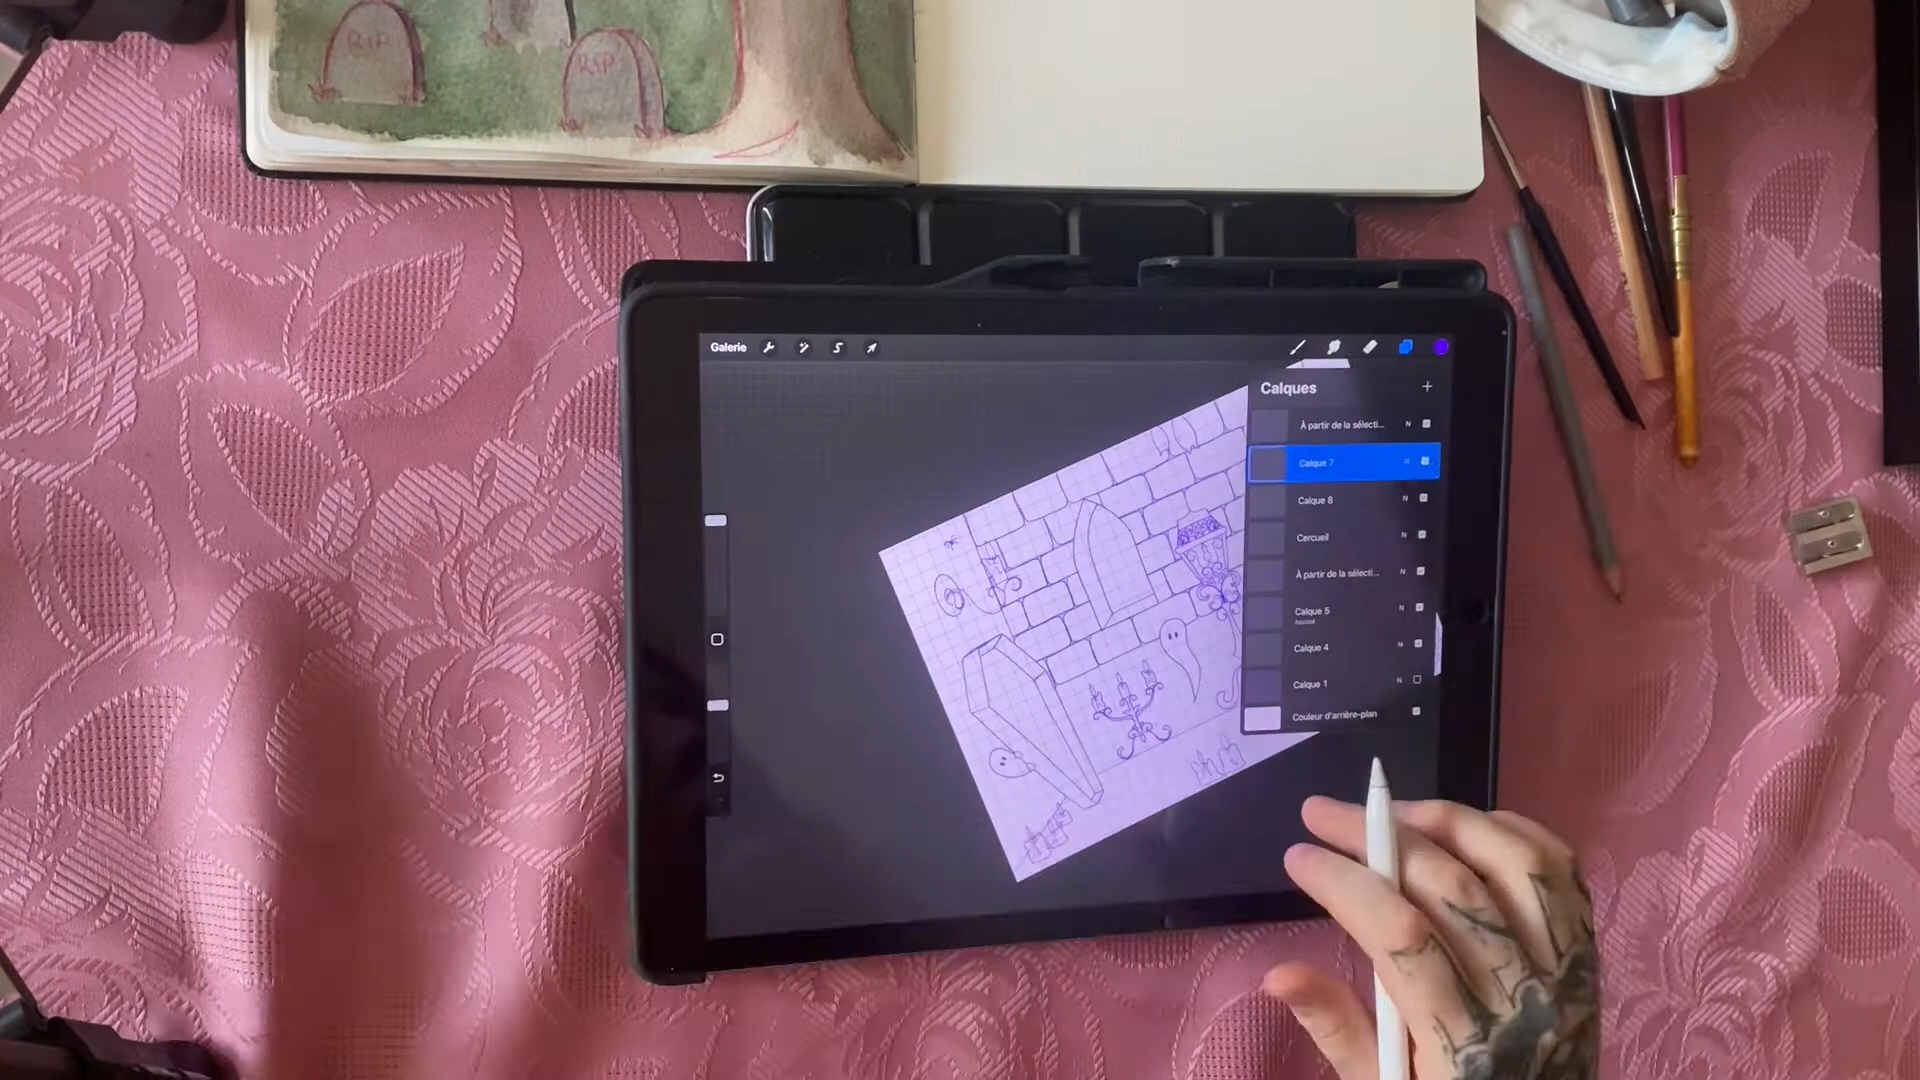 RIP
RIP
Galerie
Calques
À partir de la sélecti...
N
Calque 7
N
Calque 8
N
Cercueil
N
À partir de la sélecti...
N
Calque 5
N
Calque 4
N
Calque 1
N
Couleur d'arrière-plan